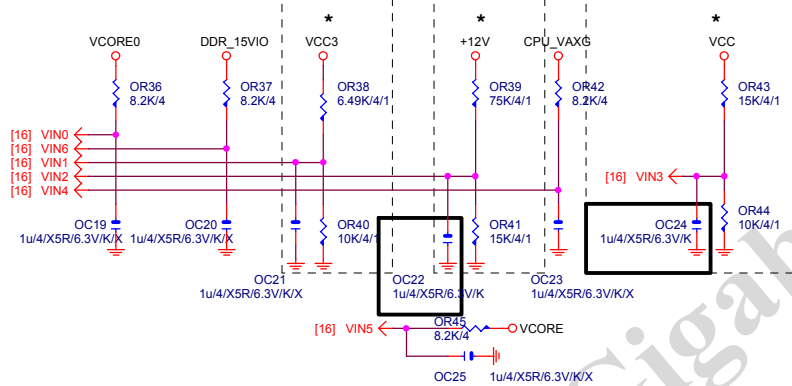 *
*
*
VCORE0
DDR_15VIO
VCC3
+12V
CPU_VAXG
VCC
OR36
8.2K/4
OR37
8.2K/4
OR38
6.49K/4/1
OR39
75K/4/1
OR42
8.2K/4
OR43
15K/4/1
[16] VIN0
[16] VIN6
[16] VIN1
[16] VIN2
[16] VIN4
[16] VIN3
OC19
1u/4/X5R/6.3V/K/X
OC20
1u/4/X5R/6.3V/K/X
OR40
10K/4/1
OR41
15K/4/1
OC24
1u/4/X5R/6.3V/K
OR44
10K/4/1
OC21
1u/4/X5R/6.3V/K/X
OC22
1u/4/X5R/6.3V/K
OC23
1u/4/X5R/6.3V/K/X
[16] VIN5
OR45
8.2K/4
VCORE
OC25
1u/4/X5R/6.3V/K/X
Gigab